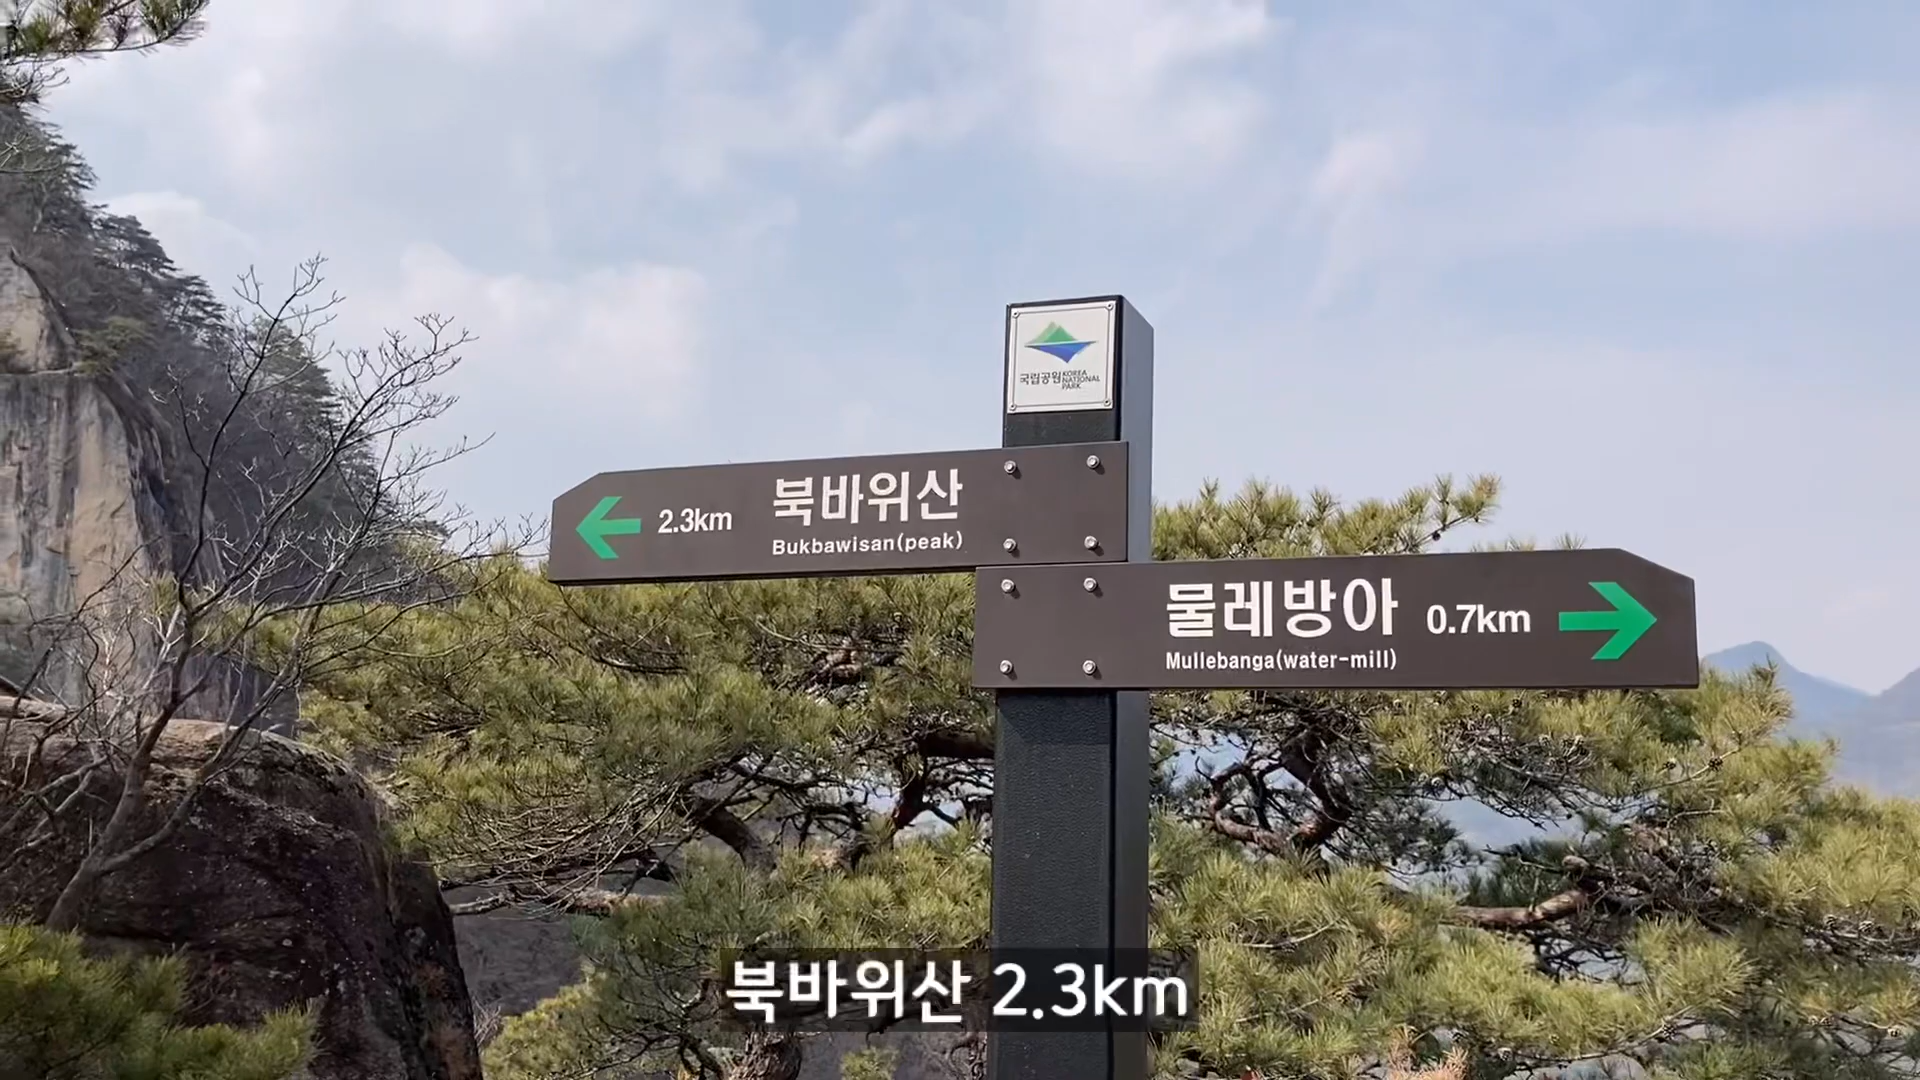 국립공원 KOREA
NATIONAL
PARK
2.3km 북바위산
Bukbawisan(peak)
물레방아 0.7km
Mullebanga(water-mill)
북바위산 2.3km